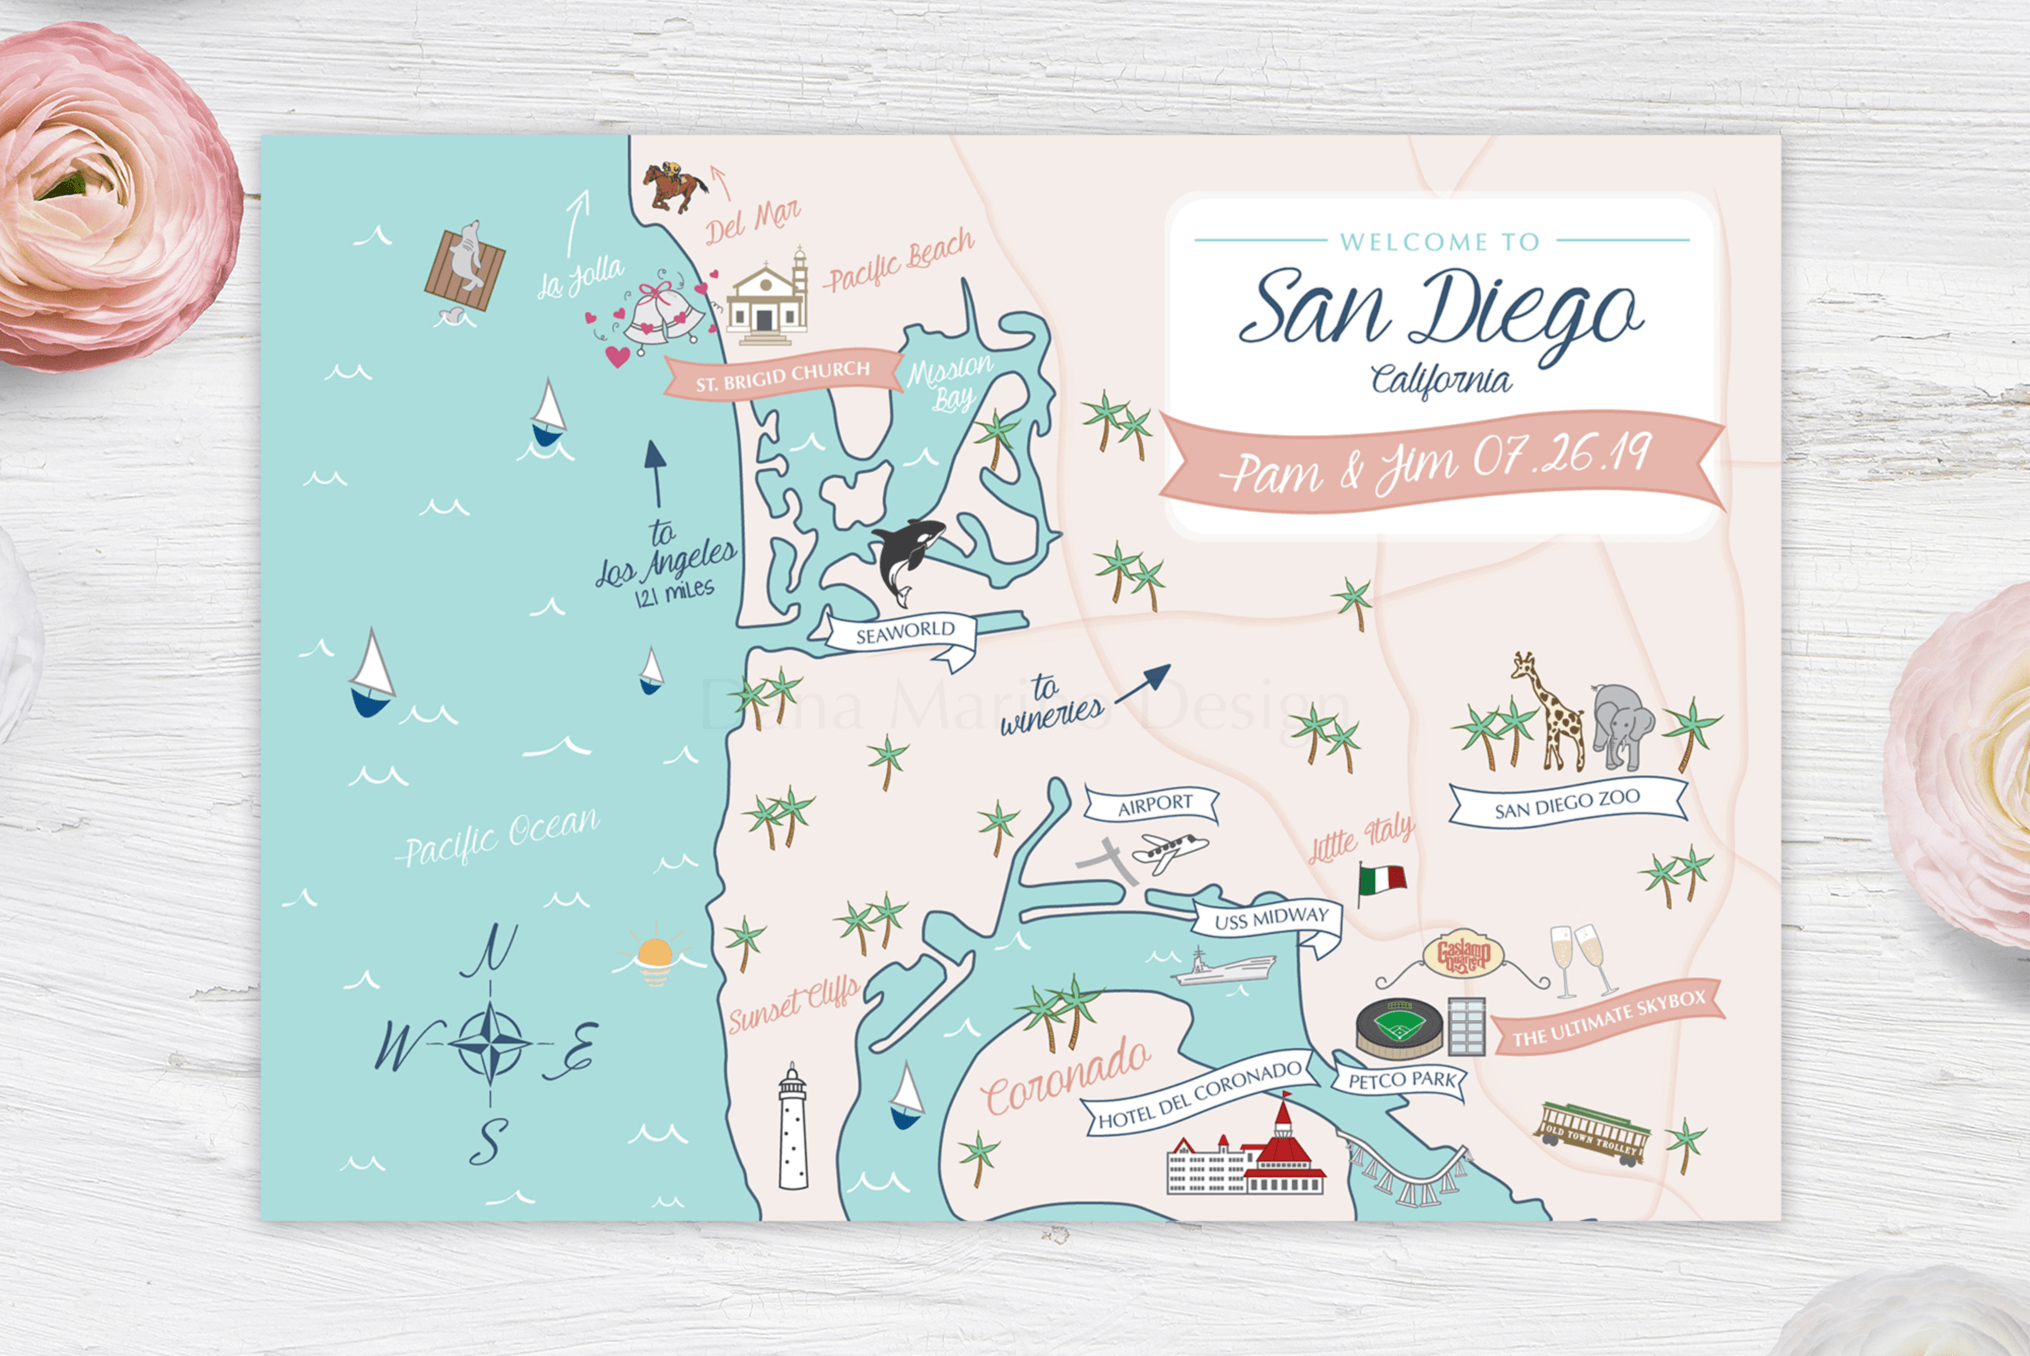 WELCOME TO
San Diego
California
Pam & Jim 07.26.19
Del Mar
La Jolla
Pacific Beach
ST. BRIGID CHURCH
Mission
Bay
to
Los Angeles
121 miles
SEAWORLD
to
wineries
Dana Marino Design
SAN DIEGO ZOO
AIRPORT
Little Italy
Pacific Ocean
USS MIDWAY
Gaslamp
Quarter
N
W
E
S
Sunset Cliffs
THE ULTIMATE SKYBOX
Coronado
HOTEL DEL CORONADO
PETCO PARK
OLD TOWN TROLLEY